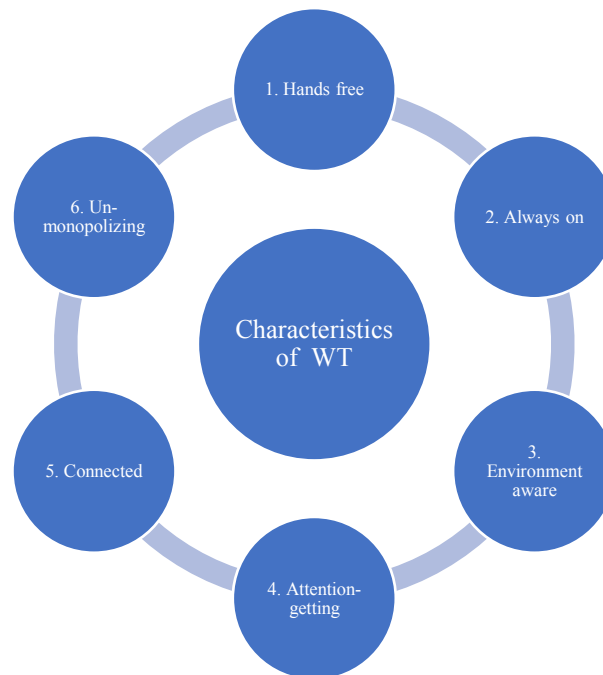 1. Hands free
2. Always on
3.
Environment
aware
4. Attention-
getting
5. Connected
6. Un-
monopolizing
Characteristics
of WT